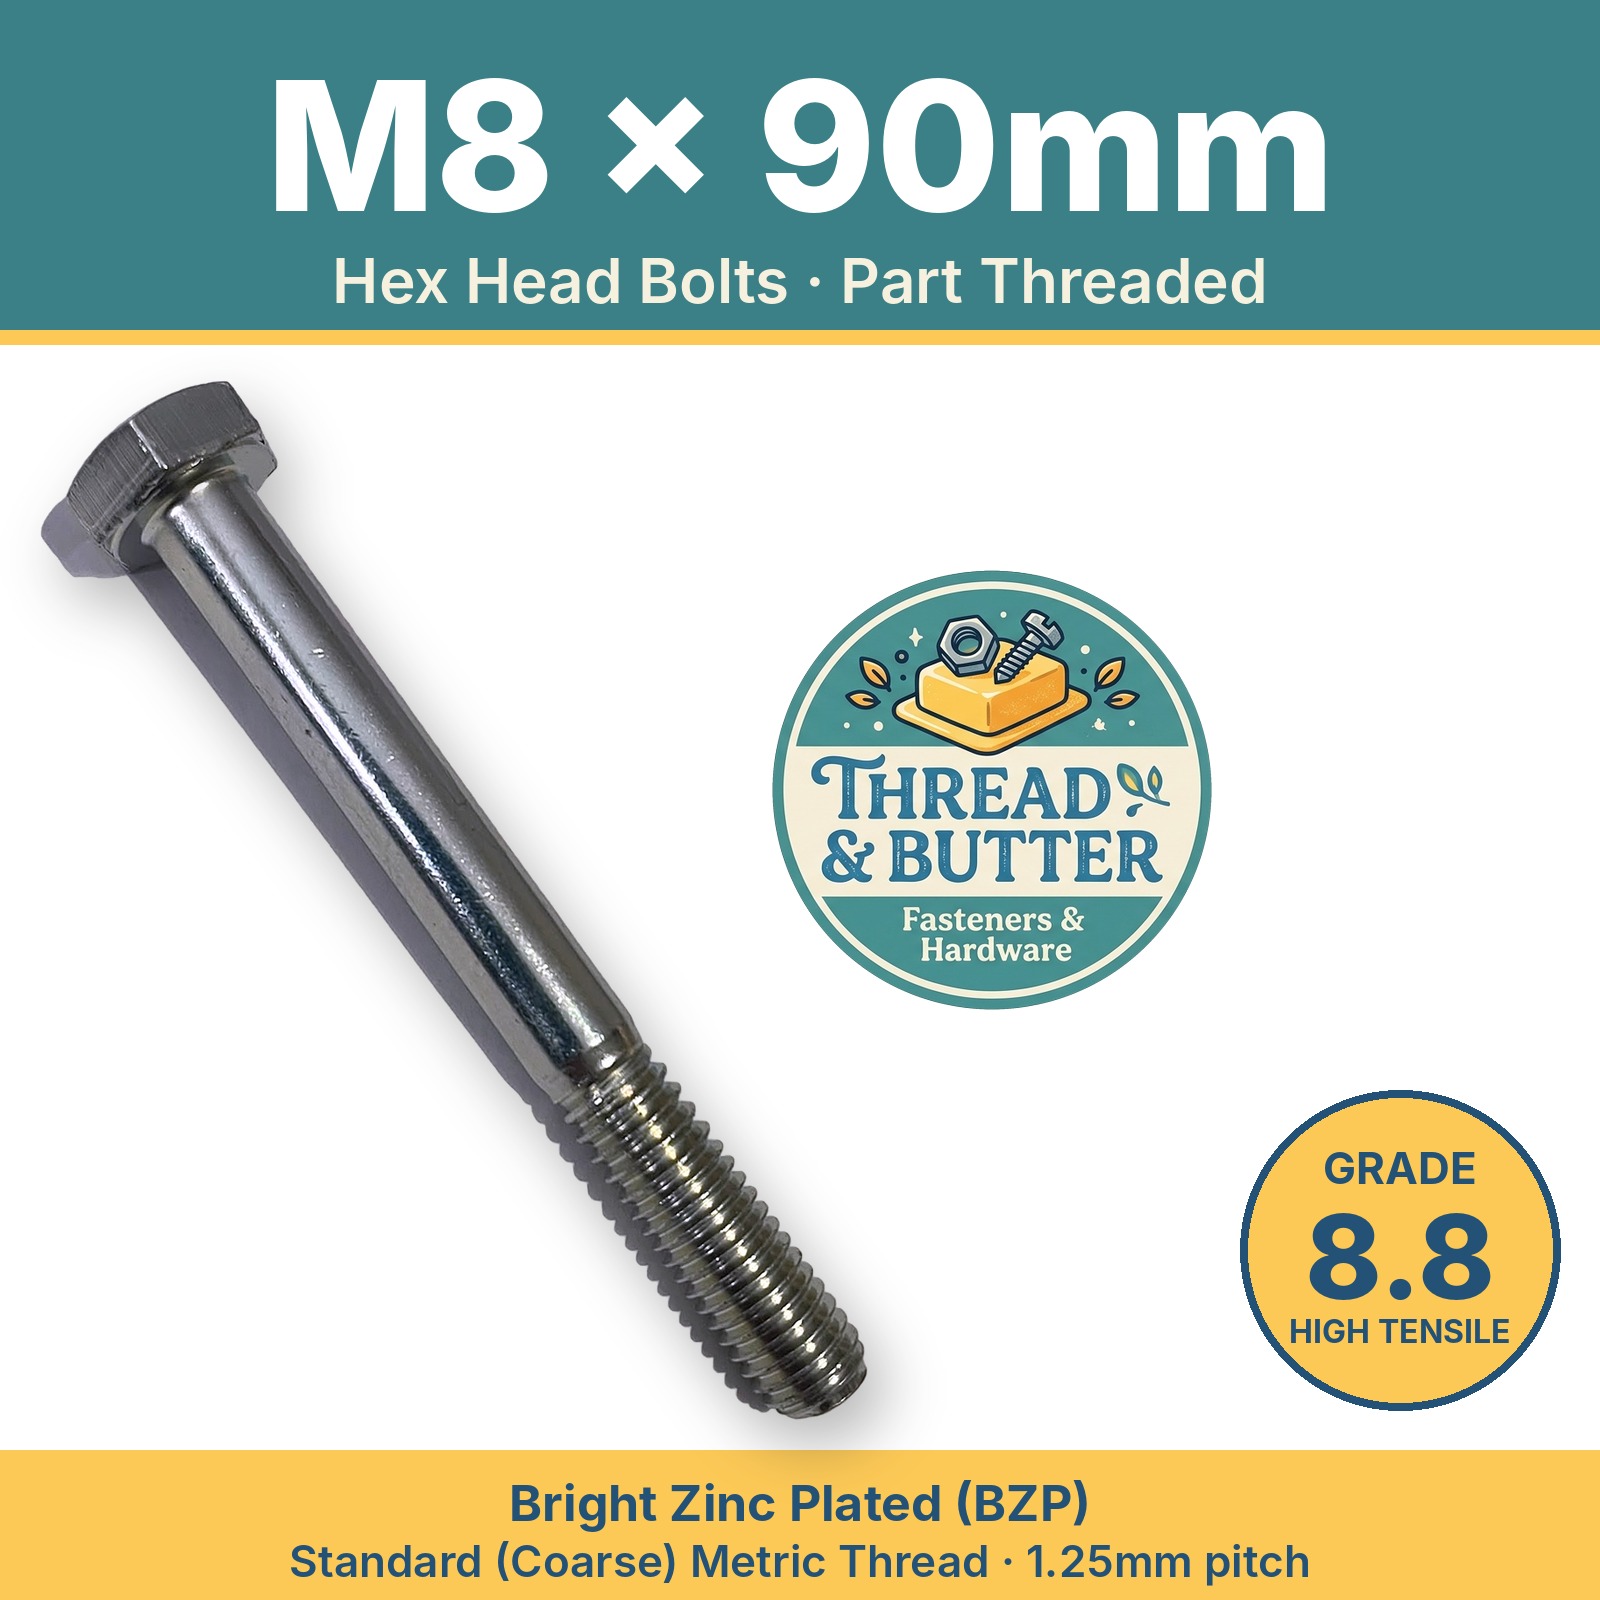 M8 × 90mm
Hex Head Bolts · Part Threaded
THREAD
& BUTTER
Fasteners &
Hardware
GRADE
8.8
HIGH TENSILE
Bright Zinc Plated (BZP)
Standard (Coarse) Metric Thread · 1.25mm pitch